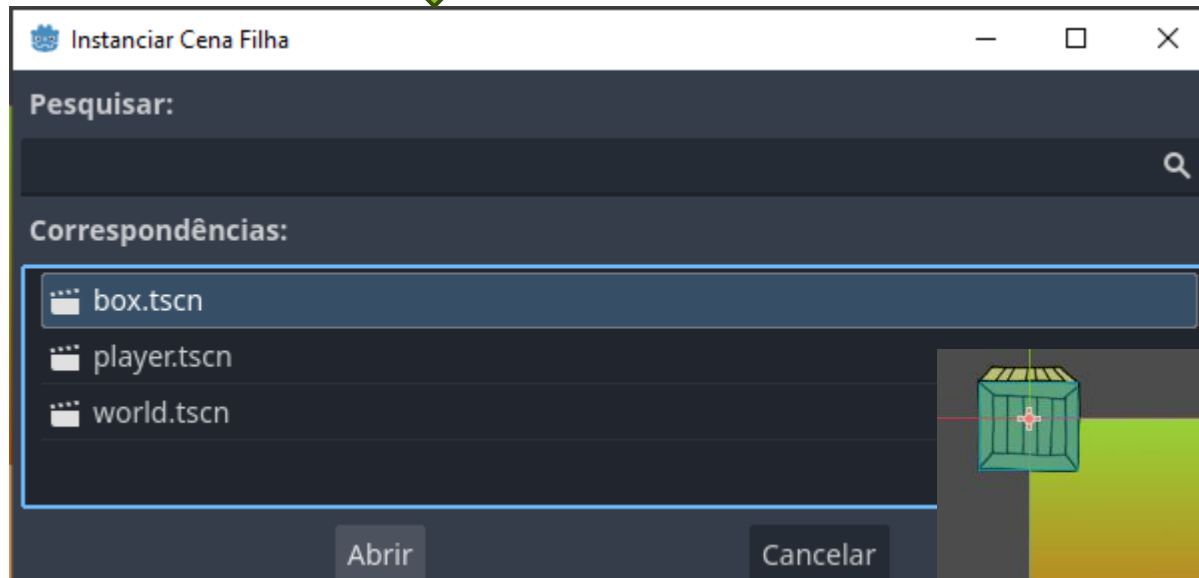 Instanciar Cena Filha
Pesquisar:
Correspondências:
box.tscn
player.tscn
world.tscn
Abrir
Cancelar